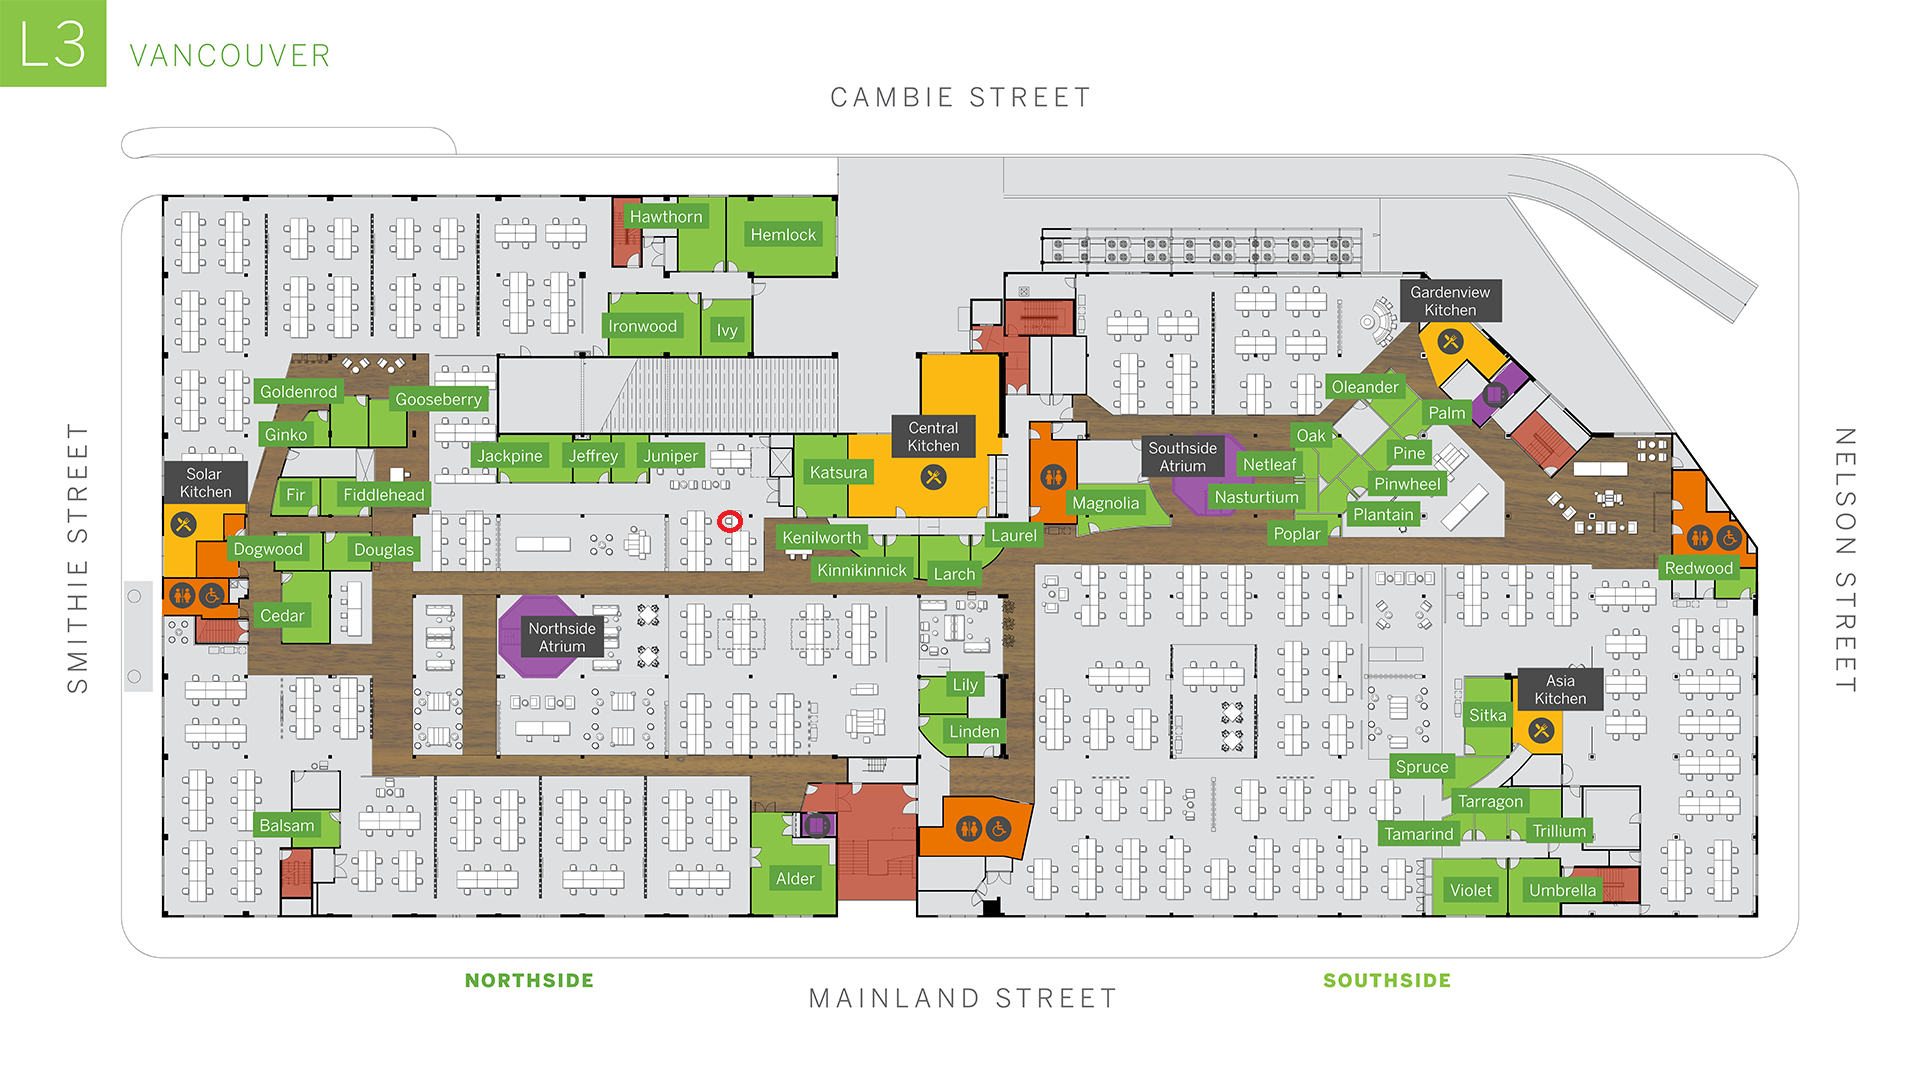 L3 VANCOUVER
CAMBIE STREET
Hawthorn
Hemlock
Ironwood
Ivy
Gardenview
Kitchen
Goldenrod
Gooseberry
Oleander
Palm
Ginko
Central
Kitchen
Oak
Jackpine
Jeffrey
Juniper
Katsura
Southside
Atrium
Netleaf
Pine
Solar
Kitchen
Fir
Fiddlehead
Magnolia
Nasturtium
Pinwheel
Plantain
Dogwood
Douglas
Kenilworth
Laurel
Poplar
Kinnikinnick
Larch
Redwood
Cedar
Northside
Atrium
SMITHIE STREET
NELSON STREET
Lily
Linden
Asia
Kitchen
Sitka
Spruce
Tarragon
Tamarind
Trillium
Balsam
Alder
Violet
Umbrella
NORTHSIDE
SOUTHSIDE
MAINLAND STREET